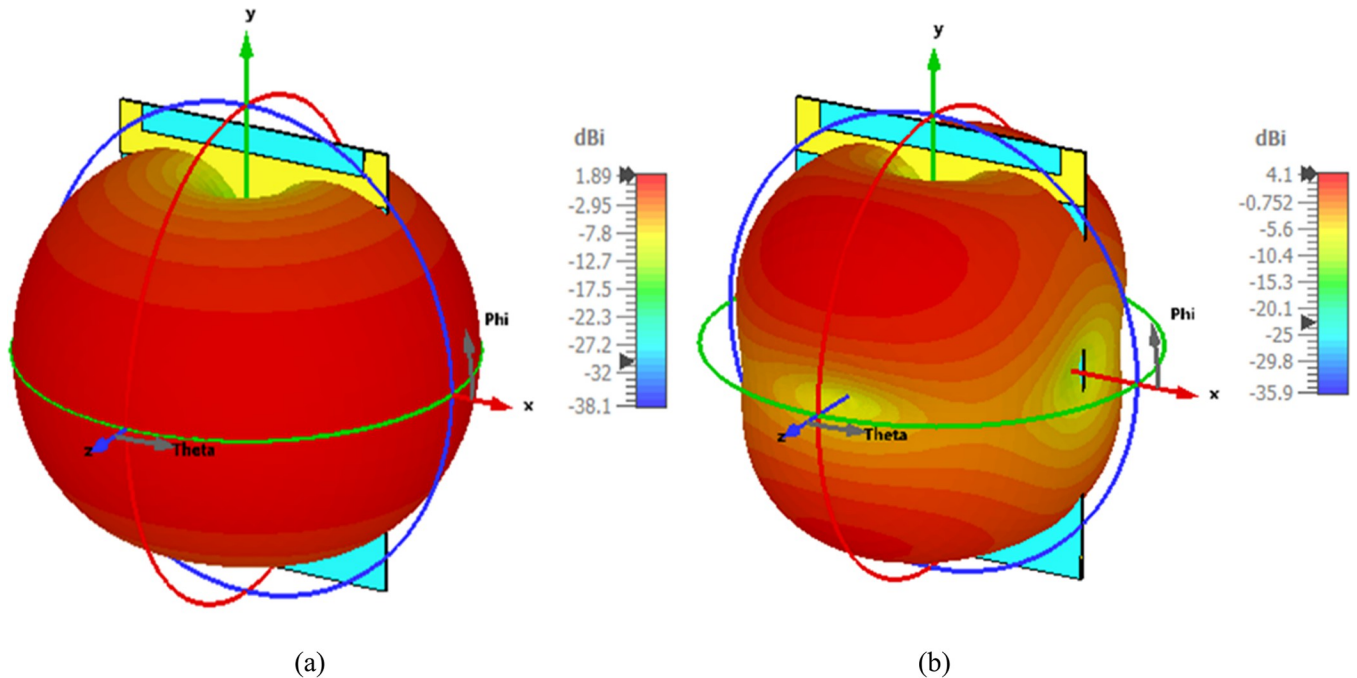 y
dBi
1.89
-2.95
-7.8
-12.7
-17.5
-22.3
-27.2
-32
-38.1
Phi
x
z
Theta
(a)
y
dBi
4.1
-0.752
-5.6
-10.4
-15.3
-20.1
-25
-29.8
-35.9
Phi
x
z
Theta
(b)